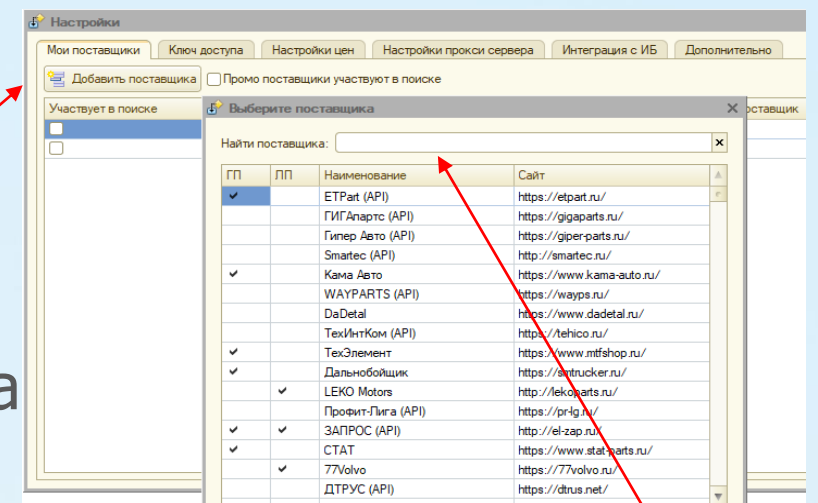 Настройки
Мои поставщики Ключ доступа Настройки цен Настройки прокси сервера Интеграция с ИБ Дополнительно
Добавить поставщика Промо поставщики участвуют в поиске
Участвует в поиске оставщик
Выберите поставщика
Найти поставщика:
ГП ЛП Наименование Сайт
ETPart (API) https://etpart.ru/
ГИГАпартс (API) https://gigaparts.ru/
Гипер Авто (API) https://giper-parts.ru/
Smartec (API) http://smartec.ru/
Кама Авто https://www.kama-auto.ru/
WAYPARTS (API) https://wayps.ru/
DaDetal https://www.dadetal.ru/
ТехИнтКом (API) https://tehico.ru/
ТехЭлемент https://www.mtfshop.ru/
Дальнобойщик https://smtrucker.ru/
а
LEKO Motors http://lekoparts.ru/
Профит-Лига (API) https://pr-lg.ru/
ЗАПРОС (API) http://el-zap.ru/
СТАТ https://www.stat-parts.ru/
77Volvo https://77volvo.ru/
ДТРУС (API) https://dtrus.net/